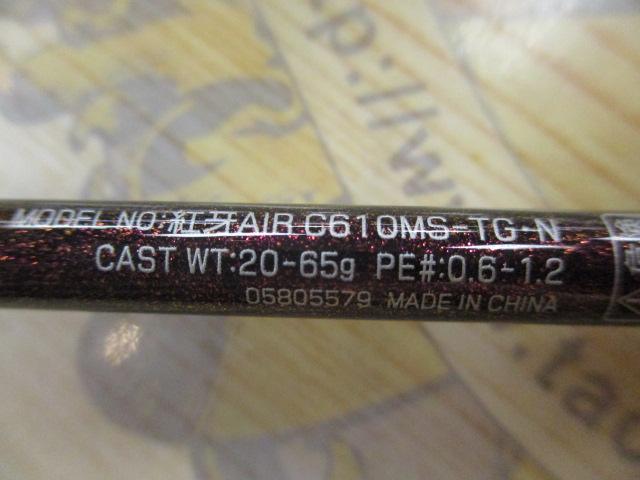 MODEL NO:紅牙AIR C610MS-TG・N
CAST WT:20-65g PE#:0.6-1.2
05805579 MADE IN CHINA